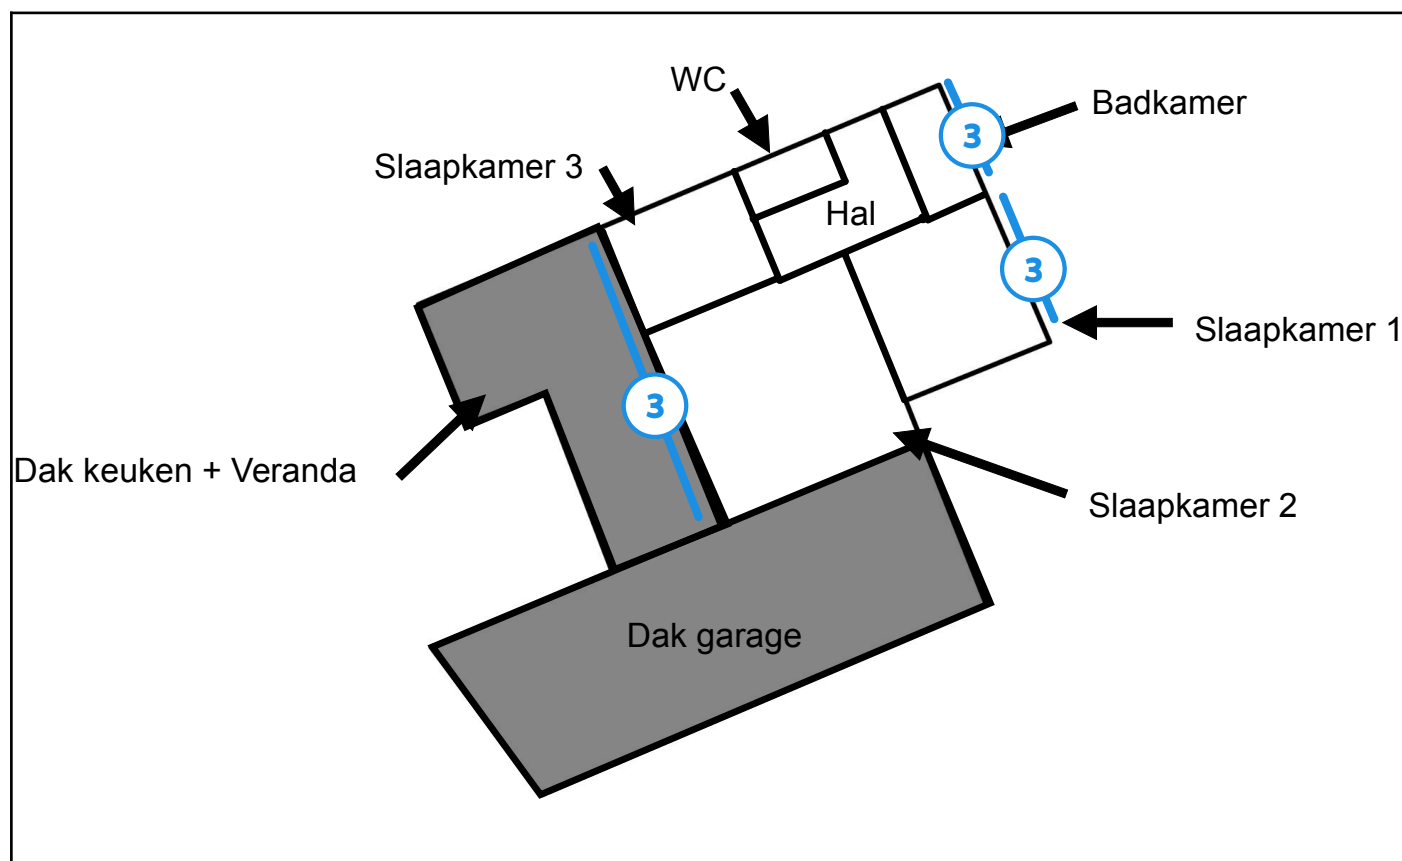 WC
Badkamer
3
Slaapkamer 3
Hal
3
Slaapkamer 1
3
Dak keuken + Veranda
Slaapkamer 2
Dak garage